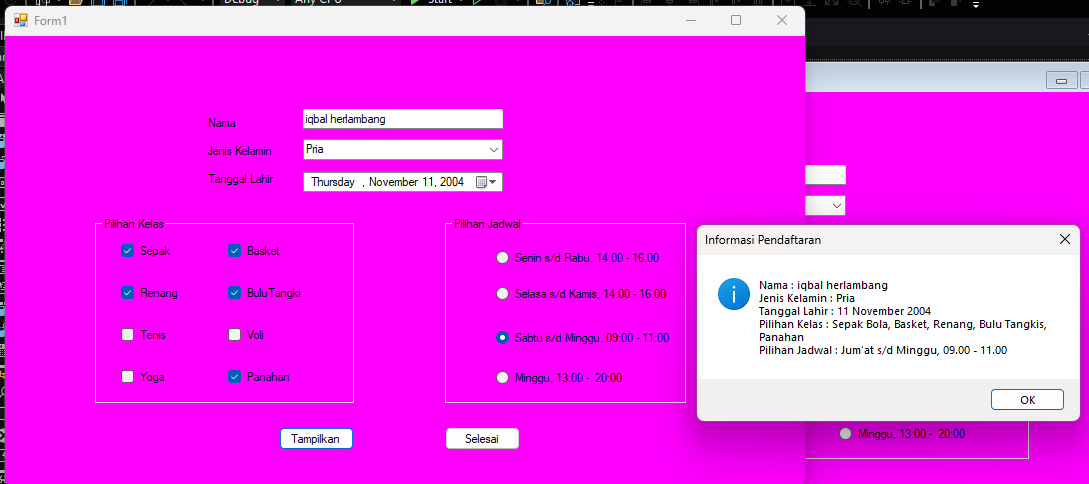 Form1
Nama
iqbal herlambang
Jenis Kelamin
Pria
Tanggal Lahir
Thursday , November 11, 2004
Pilihan Kelas
Sepak
Basket
Renang
BuluTangki
Tenis
Voli
Yoga
Panahan
Pilihan Jadwal
Senin s/d Rabu, 14.00 - 16.00
Selasa s/d Kamis, 14.00 - 16.00
Sabtu s/d Minggu, 09:00 - 11:00
Minggu, 13:00 - 20:00
Tampilkan
Selesai
Informasi Pendaftaran
Nama : iqbal herlambang
Jenis Kelamin : Pria
Tanggal Lahir : 11 November 2004
Pilihan Kelas : Sepak Bola, Basket, Renang, Bulu Tangkis,
Panahan
Pilihan Jadwal : Jum'at s/d Minggu, 09.00 - 11.00
OK
Minggu, 13:00 - 20:00